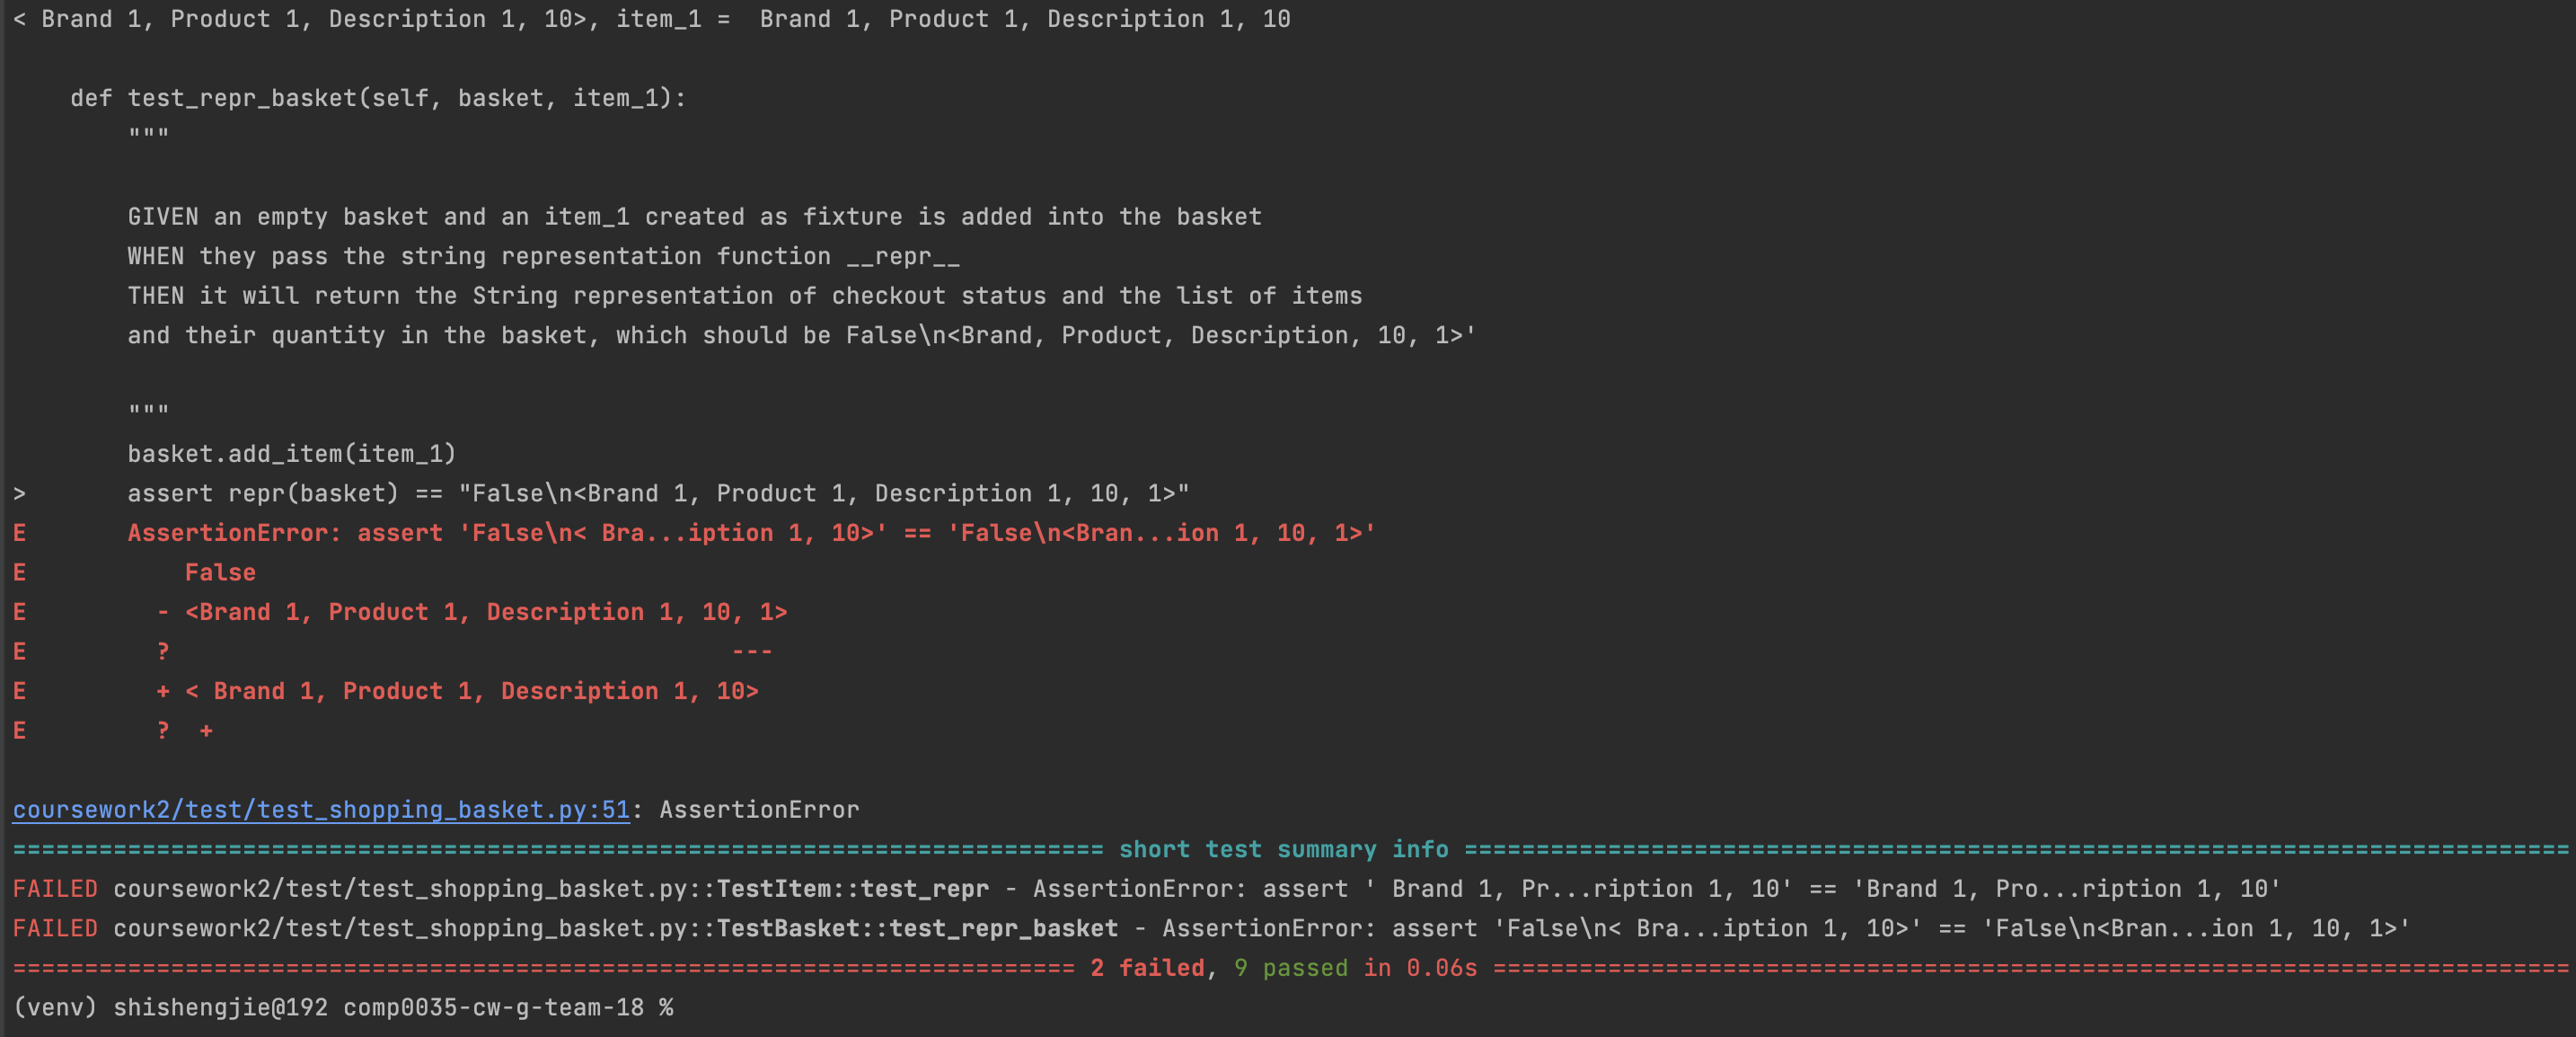 < Brand 1, Product 1, Description 1, 10>, item_1 =  Brand 1, Product 1, Description 1, 10
    def test_repr_basket(self, basket, item_1):
        """
        GIVEN an empty basket and an item_1 created as fixture is added into the basket
        WHEN they pass the string representation function __repr__
        THEN it will return the String representation of checkout status and the list of items
        and their quantity in the basket, which should be False\n<Brand, Product, Description, 10, 1>'
        """
        basket.add_item(item_1)
>       assert repr(basket) == "False\n<Brand 1, Product 1, Description 1, 10, 1>"
E       AssertionError: assert 'False\n< Bra...iption 1, 10>' == 'False\n<Bran...ion 1, 10, 1>'
E           False
E         - <Brand 1, Product 1, Description 1, 10, 1>
E         ?                                       ---
E         + < Brand 1, Product 1, Description 1, 10>
E         ?  +
coursework2/test/test_shopping_basket.py:51: AssertionError
============================================================================ short test summary info =============================================================================
FAILED coursework2/test/test_shopping_basket.py::TestItem::test_repr - AssertionError: assert ' Brand 1, Pr...ription 1, 10' == 'Brand 1, Pro...ription 1, 10'
FAILED coursework2/test/test_shopping_basket.py::TestBasket::test_repr_basket - AssertionError: assert 'False\n< Bra...iption 1, 10>' == 'False\n<Bran...ion 1, 10, 1>'
========================================================================== 2 failed, 9 passed in 0.06s ===========================================================================
(venv) shishengjie@192 comp0035-cw-g-team-18 %